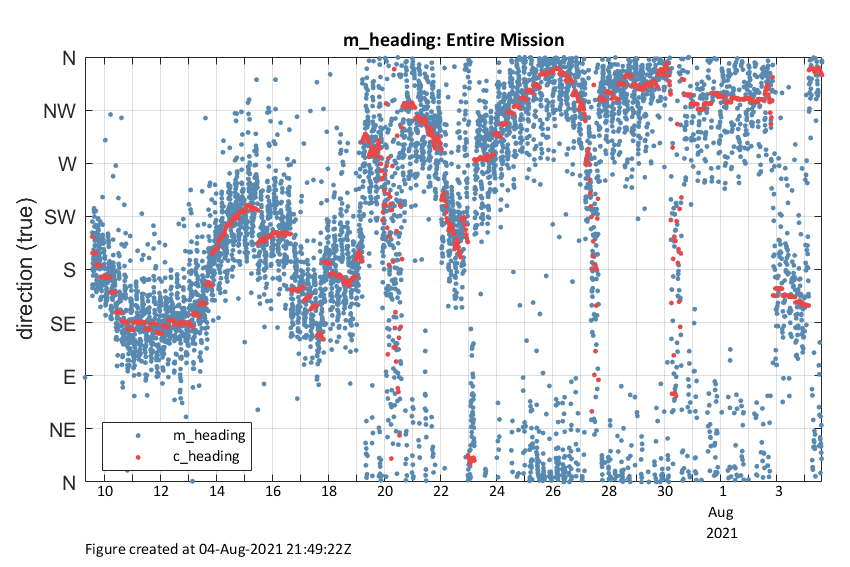 m_heading: Entire Mission
direction (true)
N
NW
W
SW
S
SE
E
NE
N
m_heading
c_heading
10 12 14 16 18 20 22 24 26 28 30 1 3
Aug
2021
Figure created at 04-Aug-2021 21:49:22Z